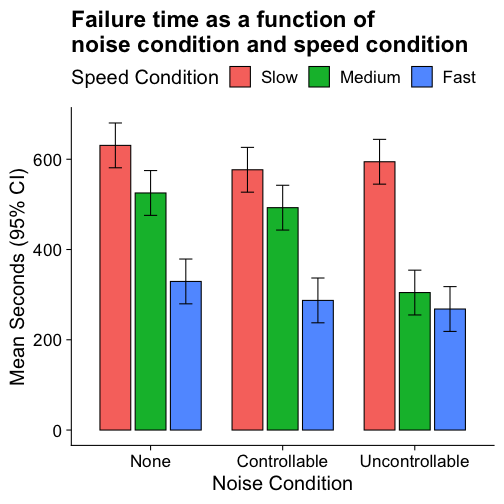 Failure time as a function of
noise condition and speed condition
Speed Condition Slow Medium Fast
Mean Seconds (95% CI)
600
400
200
0
None Controllable Uncontrollable
Noise Condition